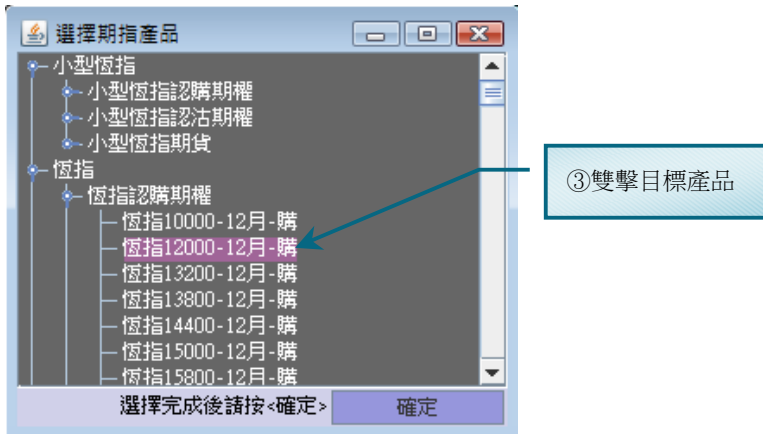 選擇期指產品
小型恆指
小型恆指認購期權
小型恆指認沽期權
小型恆指期貨
恆指
恆指認購期權
恆指10000-12月-購
恆指12000-12月-購
恆指13200-12月-購
恆指13800-12月-購
恆指14400-12月-購
恆指15000-12月-購
恆指15800-12月-購
選擇完成後請按<確定>
確定
③雙擊目標產品